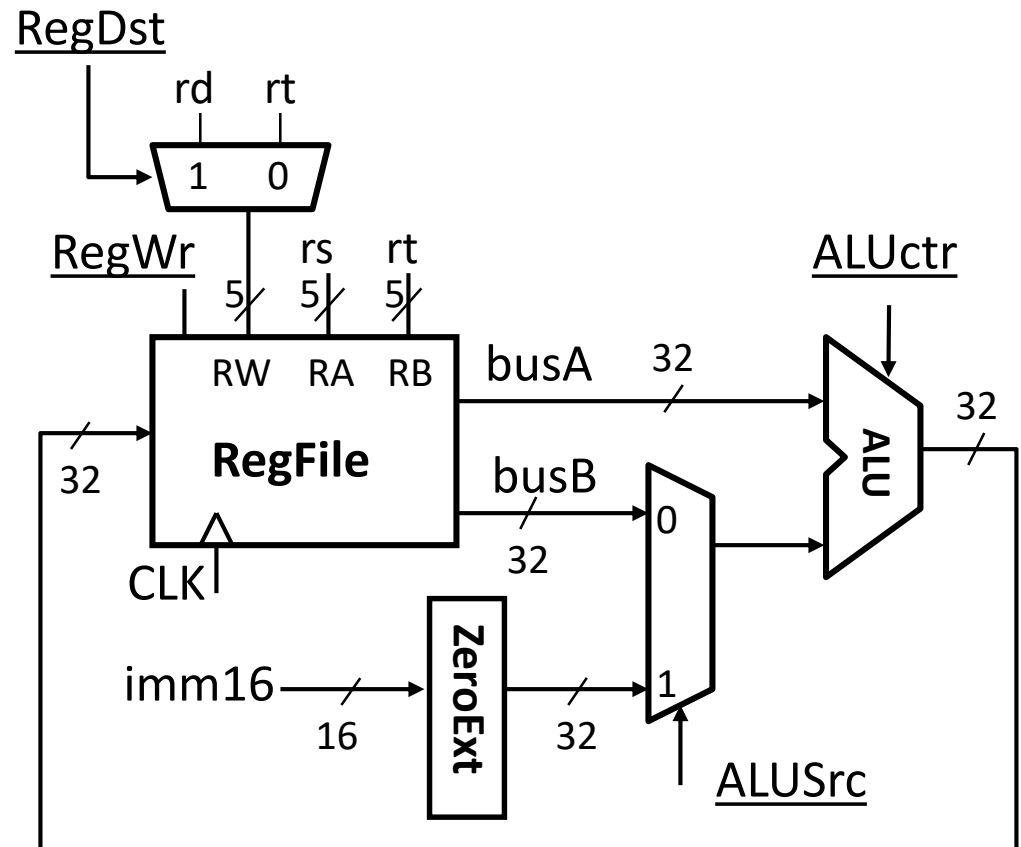 RegDst
rd rt
1 0
RegWr rs rt ALUctr
5 5 5
RW RA RB busA 32 32
RegFile ALU
32 busB
0
32
CLK
ZeroExt
imm16 1
16 32
ALUSrc